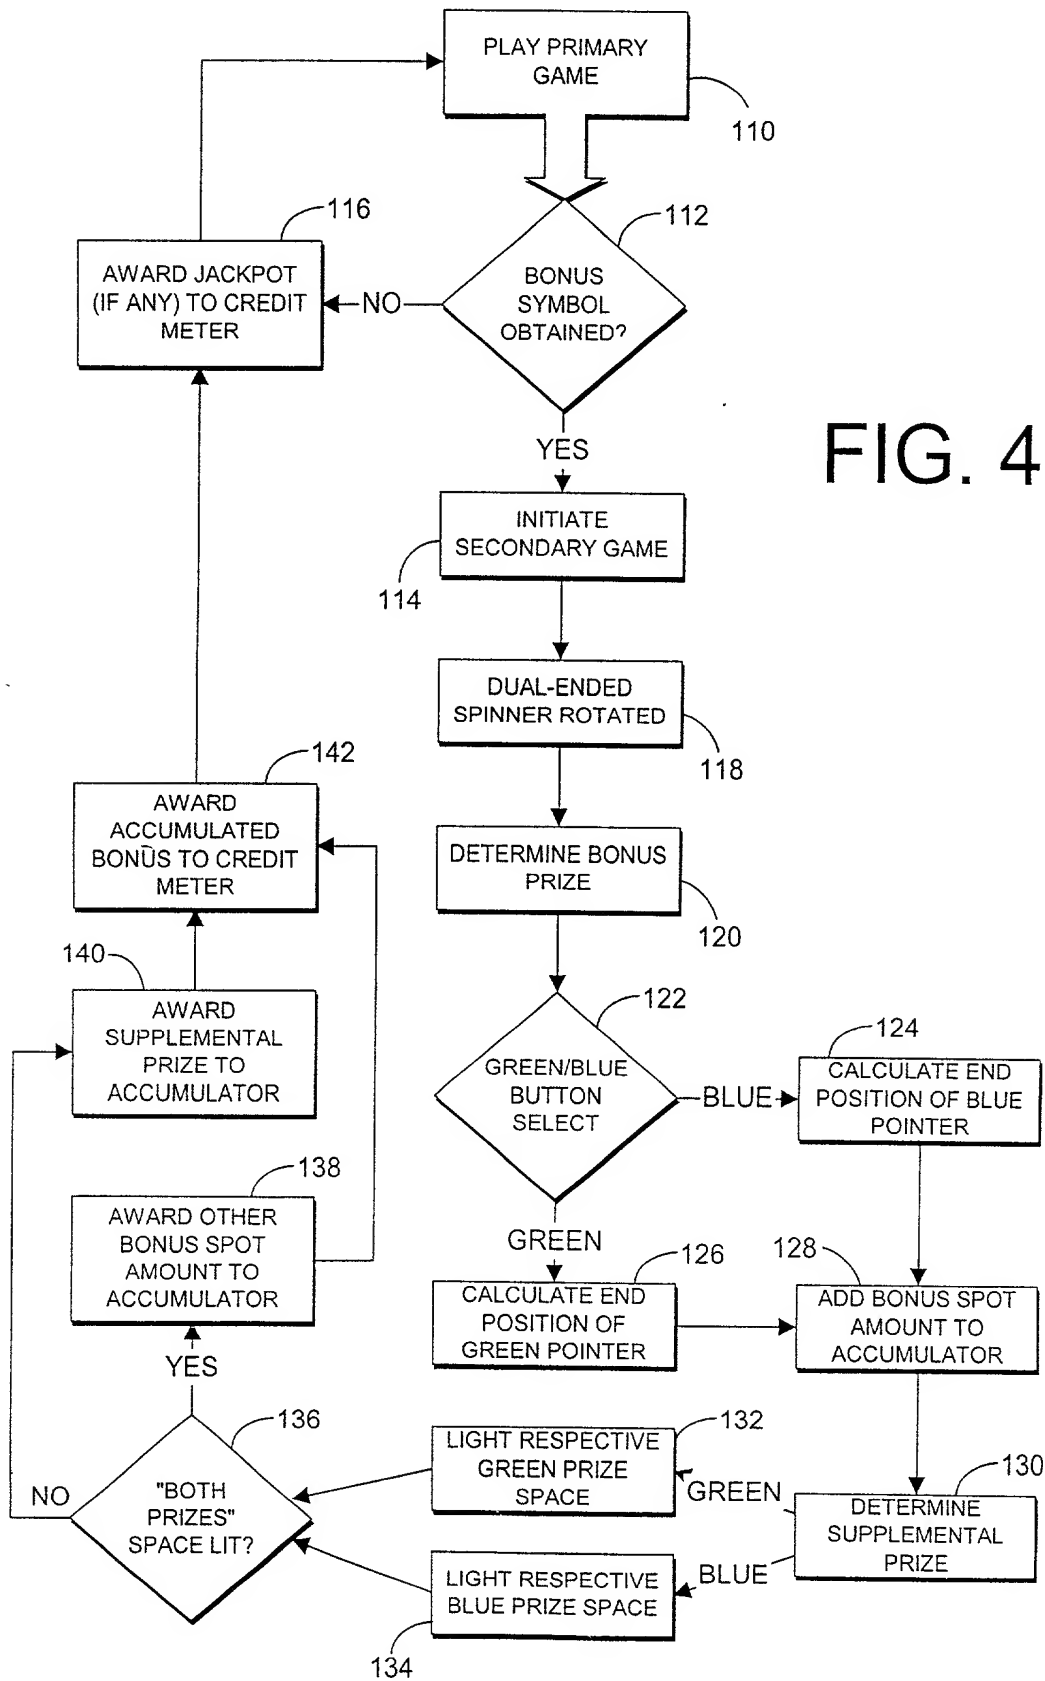 PLAY PRIMARY
GAME
110
116
112
AWARD JACKPOT
(IF ANY) TO CREDIT
METER
NO
BONUS
SYMBOL
OBTAINED?
FIG. 4
YES
INITIATE
SECONDARY GAME
114
DUAL-ENDED
SPINNER ROTATED
118
142
AWARD
ACCUMULATED
BONUS TO CREDIT
METER
DETERMINE BONUS
PRIZE
120
140
AWARD
SUPPLEMENTAL
PRIZE TO
ACCUMULATOR
122
GREEN/BLUE
BUTTON
SELECT
BLUE
124
CALCULATE END
POSITION OF BLUE
POINTER
138
AWARD OTHER
BONUS SPOT
AMOUNT TO
ACCUMULATOR
GREEN
126
CALCULATE END
POSITION OF
GREEN POINTER
128
ADD BONUS SPOT
AMOUNT TO
ACCUMULATOR
YES
136
"BOTH
PRIZES"
SPACE LIT?
NO
132
LIGHT RESPECTIVE
GREEN PRIZE
SPACE
GREEN
130
DETERMINE
SUPPLEMENTAL
PRIZE
BLUE
LIGHT RESPECTIVE
BLUE PRIZE SPACE
134